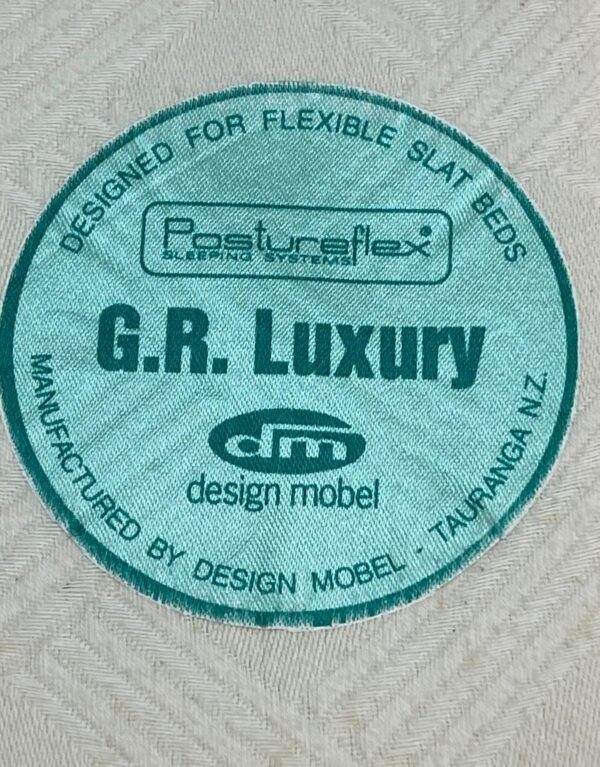 DESIGNED FOR FLEXIBLE SLAT BEDS
Postureflex®
SLEEPING SYSTEMS
G.R. Luxury
dm
design mobel
MANUFACTURED BY DESIGN MOBEL - TAURANGA N.Z.